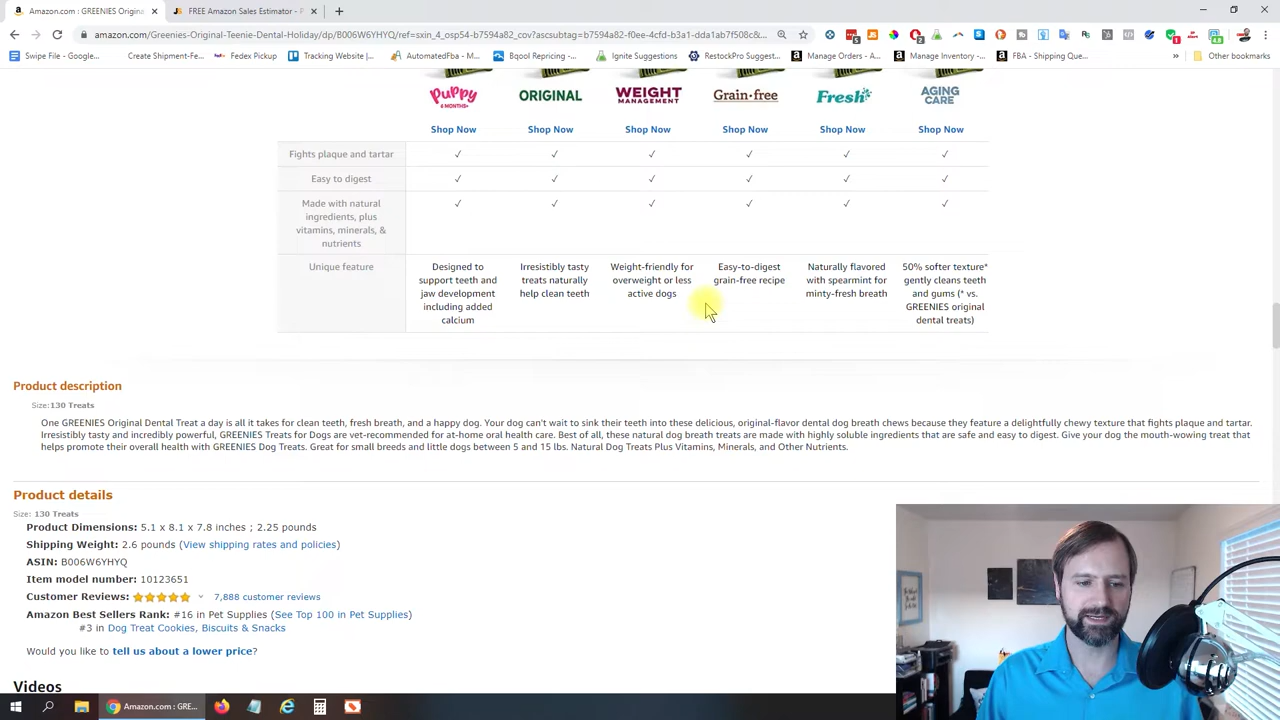 Amazon.com : GREENIES Original
FREE Amazon Sales Estimator - P
amazon.com/Greenies-Original-Teenie-Dental-Holiday/dp/B006W6YHYQ/ref=sxin_4_osp54-b7594a82_cov?ascsubtag=b7594a82-f0ee-4cfd-b3a1-dda1ab7f508c&...
Swipe File - Google...
Create Shipment-Fe...
Fedex Pickup
Tracking Website |...
AutomatedFba - M...
Bqool Repricing -...
Ignite Suggestions
RestockPro Suggest...
Manage Orders - A...
Manage Inventory -...
FBA - Shipping Que...
»
Other bookmarks
Puppy
6 MONTHS+
ORIGINAL
WEIGHT
MANAGEMENT
Grain-free
Fresh
AGING
CARE
Shop Now Shop Now Shop Now Shop Now Shop Now Shop Now
Fights plaque and tartar ✓ ✓ ✓ ✓ ✓ ✓
Easy to digest ✓ ✓ ✓ ✓ ✓ ✓
Made with natural
ingredients, plus
vitamins, minerals, &
nutrients
✓ ✓ ✓ ✓ ✓ ✓
Unique feature
Designed to
support teeth and
jaw development
including added
calcium
Irresistibly tasty
treats naturally
help clean teeth
Weight-friendly for
overweight or less
active dogs
Easy-to-digest
grain-free recipe
Naturally flavored
with spearmint for
minty-fresh breath
50% softer texture*
gently cleans teeth
and gums (* vs.
GREENIES original
dental treats)
Product description
Size:130 Treats
One GREENIES Original Dental Treat a day is all it takes for clean teeth, fresh breath, and a happy dog. Your dog can't wait to sink their teeth into these delicious, original-flavor dental dog breath chews because they feature a delightfully chewy texture that fights plaque and tartar.
Irresistibly tasty and incredibly powerful, GREENIES Treats for Dogs are vet-recommended for at-home oral health care. Best of all, these natural dog breath treats are made with highly soluble ingredients that are safe and easy to digest. Give your dog the mouth-wowing treat that
helps promote their overall health with GREENIES Dog Treats. Great for small breeds and little dogs between 5 and 15 lbs. Natural Dog Treats Plus Vitamins, Minerals, and Other Nutrients.
Product details
Size: 130 Treats
Product Dimensions: 5.1 x 8.1 x 7.8 inches ; 2.25 pounds
Shipping Weight: 2.6 pounds (View shipping rates and policies)
ASIN: B006W6YHYQ
Item model number: 10123651
Customer Reviews: 7,888 customer reviews
Amazon Best Sellers Rank: #16 in Pet Supplies (See Top 100 in Pet Supplies)
#3 in Dog Treat Cookies, Biscuits & Snacks
Would you like to tell us about a lower price?
Videos
Amazon.com : GRE...